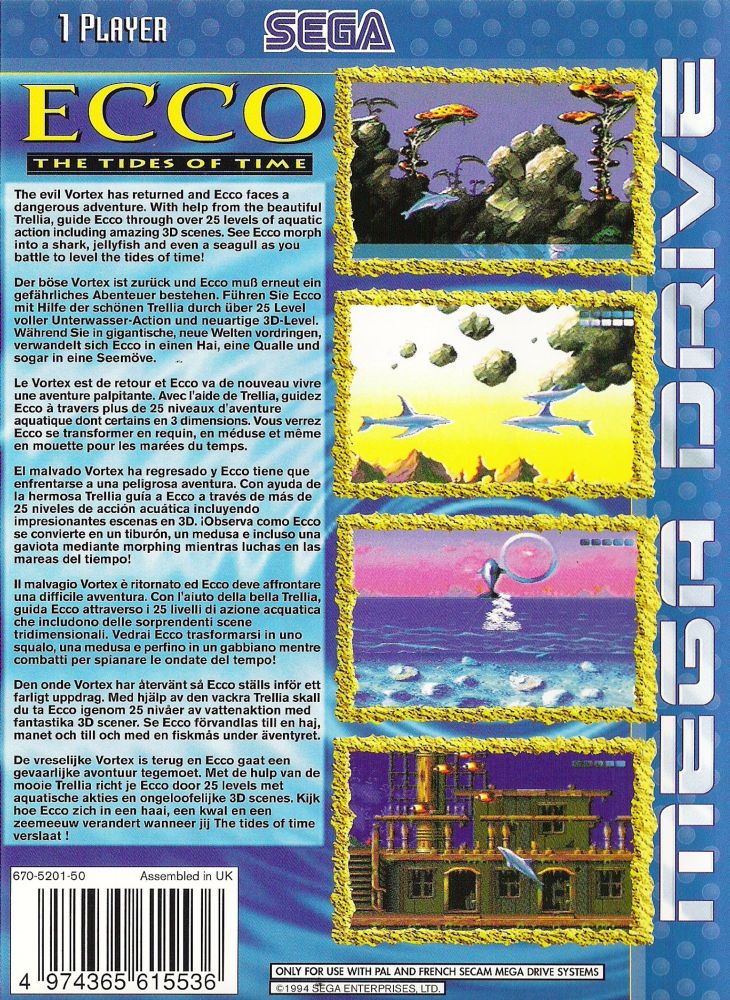 1 PLAYER
SEGA
ECCO
THE TIDES OF TIME
The evil Vortex has returned and Ecco faces a
dangerous adventure. With help from the beautiful
Trellia, guide Ecco through over 25 levels of aquatic
action including amazing 3D scenes. See Ecco morph
into a shark, jellyfish and even a seagull as you
battle to level the tides of time!
Der böse Vortex ist zurück und Ecco muß erneut ein
gefährliches Abenteuer bestehen. Führen Sie Ecco
mit Hilfe der schönen Trellia durch über 25 Level
voller Unterwasser-Action und neuartige 3D-Level.
Während Sie in gigantische, neue Welten vordringen,
verwandelt sich Ecco in einen Hai, eine Qualle und
sogar in eine Seemöve.
Le Vortex est de retour et Ecco va de nouveau vivre
une aventure palpitante. Avec l'aide de Trellia, guidez
Ecco à travers plus de 25 niveaux d'aventure
aquatique dont certains en 3 dimensions. Vous verrez
Ecco se transformer en requin, en méduse et même
en mouette pour les marées du temps.
El malvado Vortex ha regresado y Ecco tiene que
enfrentarse a una peligrosa aventura. Con ayuda de
la hermosa Trellia guía a Ecco a través de más de
25 niveles de acción acuática incluyendo
impresionantes escenas en 3D. iObserva como Ecco
se convierte en un tiburón, un medusa e incluso una
gaviota mediante morphing mientras luchas en las
mareas del tiempo!
Il malvagio Vortex è ritornato ed Ecco deve affrontare
una difficile avventura. Con l'aiuto della bella Trellia,
guida Ecco attraverso i 25 livelli di azione acquatica
che includono delle sorprendenti scene
tridimensionali. Vedrai Ecco trasformarsi in uno
squalo, una medusa e perfino in un gabbiano mentre
combatti per spianare le ondate del tempo!
Den onde Vortex har återvänt så Ecco ställs inför ett
farligt uppdrag. Med hjälp av den vackra Trellia skall
du ta Ecco igenom 25 nivåer av vattenaktion med
fantastika 3D scener. Se Ecco förvandlas till en haj,
manet och till och med en fiskmås under äventyret.
De vreselijke Vortex is terug en Ecco gaat een
gevaarlijke avontuur tegemoet. Met de hulp van de
mooie Trellia richt je Ecco door 25 levels met
aquatische akties en ongeloofelijke 3D scenes. Kijk
hoe Ecco zich in een haai, een kwal en een
zeemeeuw verandert wanneer jij The tides of time
verslaat !
MEGA DRIVE
670-5201-50 Assembled in UK
4 974365 615536
ONLY FOR USE WITH PAL AND FRENCH SECAM MEGA DRIVE SYSTEMS
©1994 SEGA ENTERPRISES, LTD.